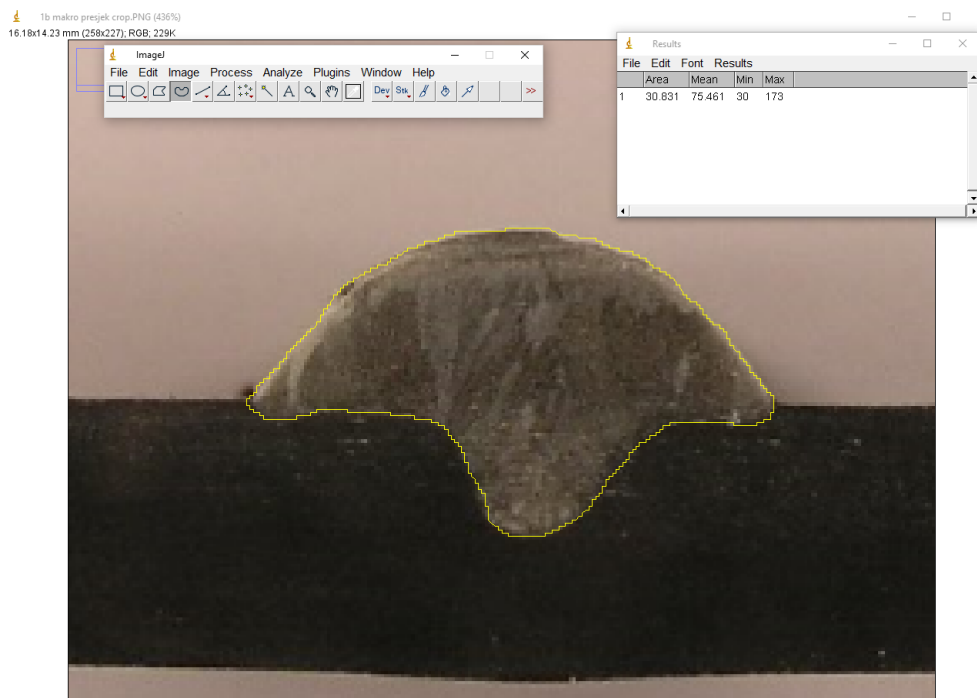 1b makro presjek crop.PNG (436%)
16.18x14.23 mm (258x227); RGB; 229K
ImageJ
File Edit Image Process Analyze Plugins Window Help
A Dev Stk >>
Results
File Edit Font Results
Area Mean Min Max
1 30.831 75.461 30 173